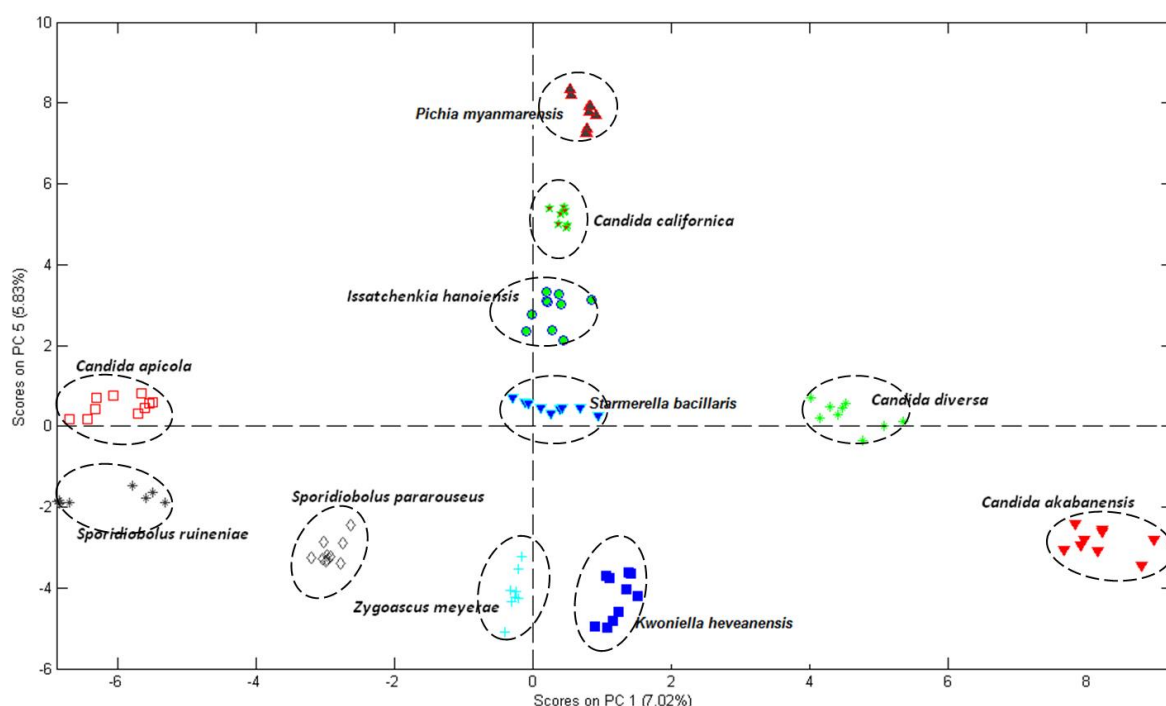 10
8
Pichia myanmarensis
6
Candida californica
4
Issatchenkia hanoiensis
2
Candida apicola
Starmerella bacillaris
Candida diversa
0
-2
Sporidiobolus pararouseus
Candida akabanensis
Sporidiobolus ruineniae
-4
Zygoascus meyerae
Kwoniella heveanensis
-6
-6
-4
-2
0
2
4
6
8
Scores on PC 5 (5.83%)
Scores on PC 1 (7.02%)